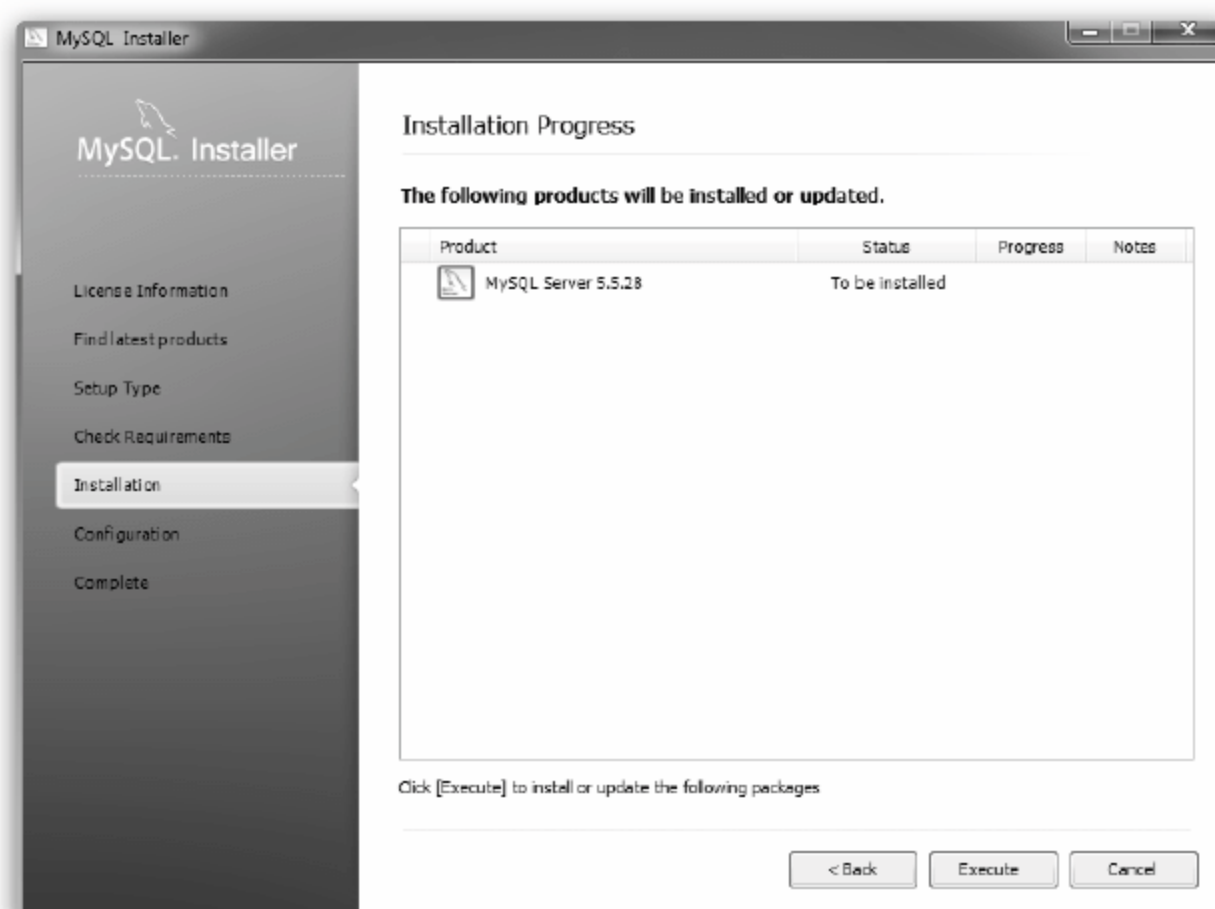 MySQL Installer
MySQL. Installer
License Information
Find latest products
Setup Type
Check Requirements
Installation
Configuration
Complete
Installation Progress
The following products will be installed or updated.
Product Status Progress Notes
MySQL Server 5.5.28 To be installed
Click [Execute] to install or update the following packages
< Back Execute Cancel